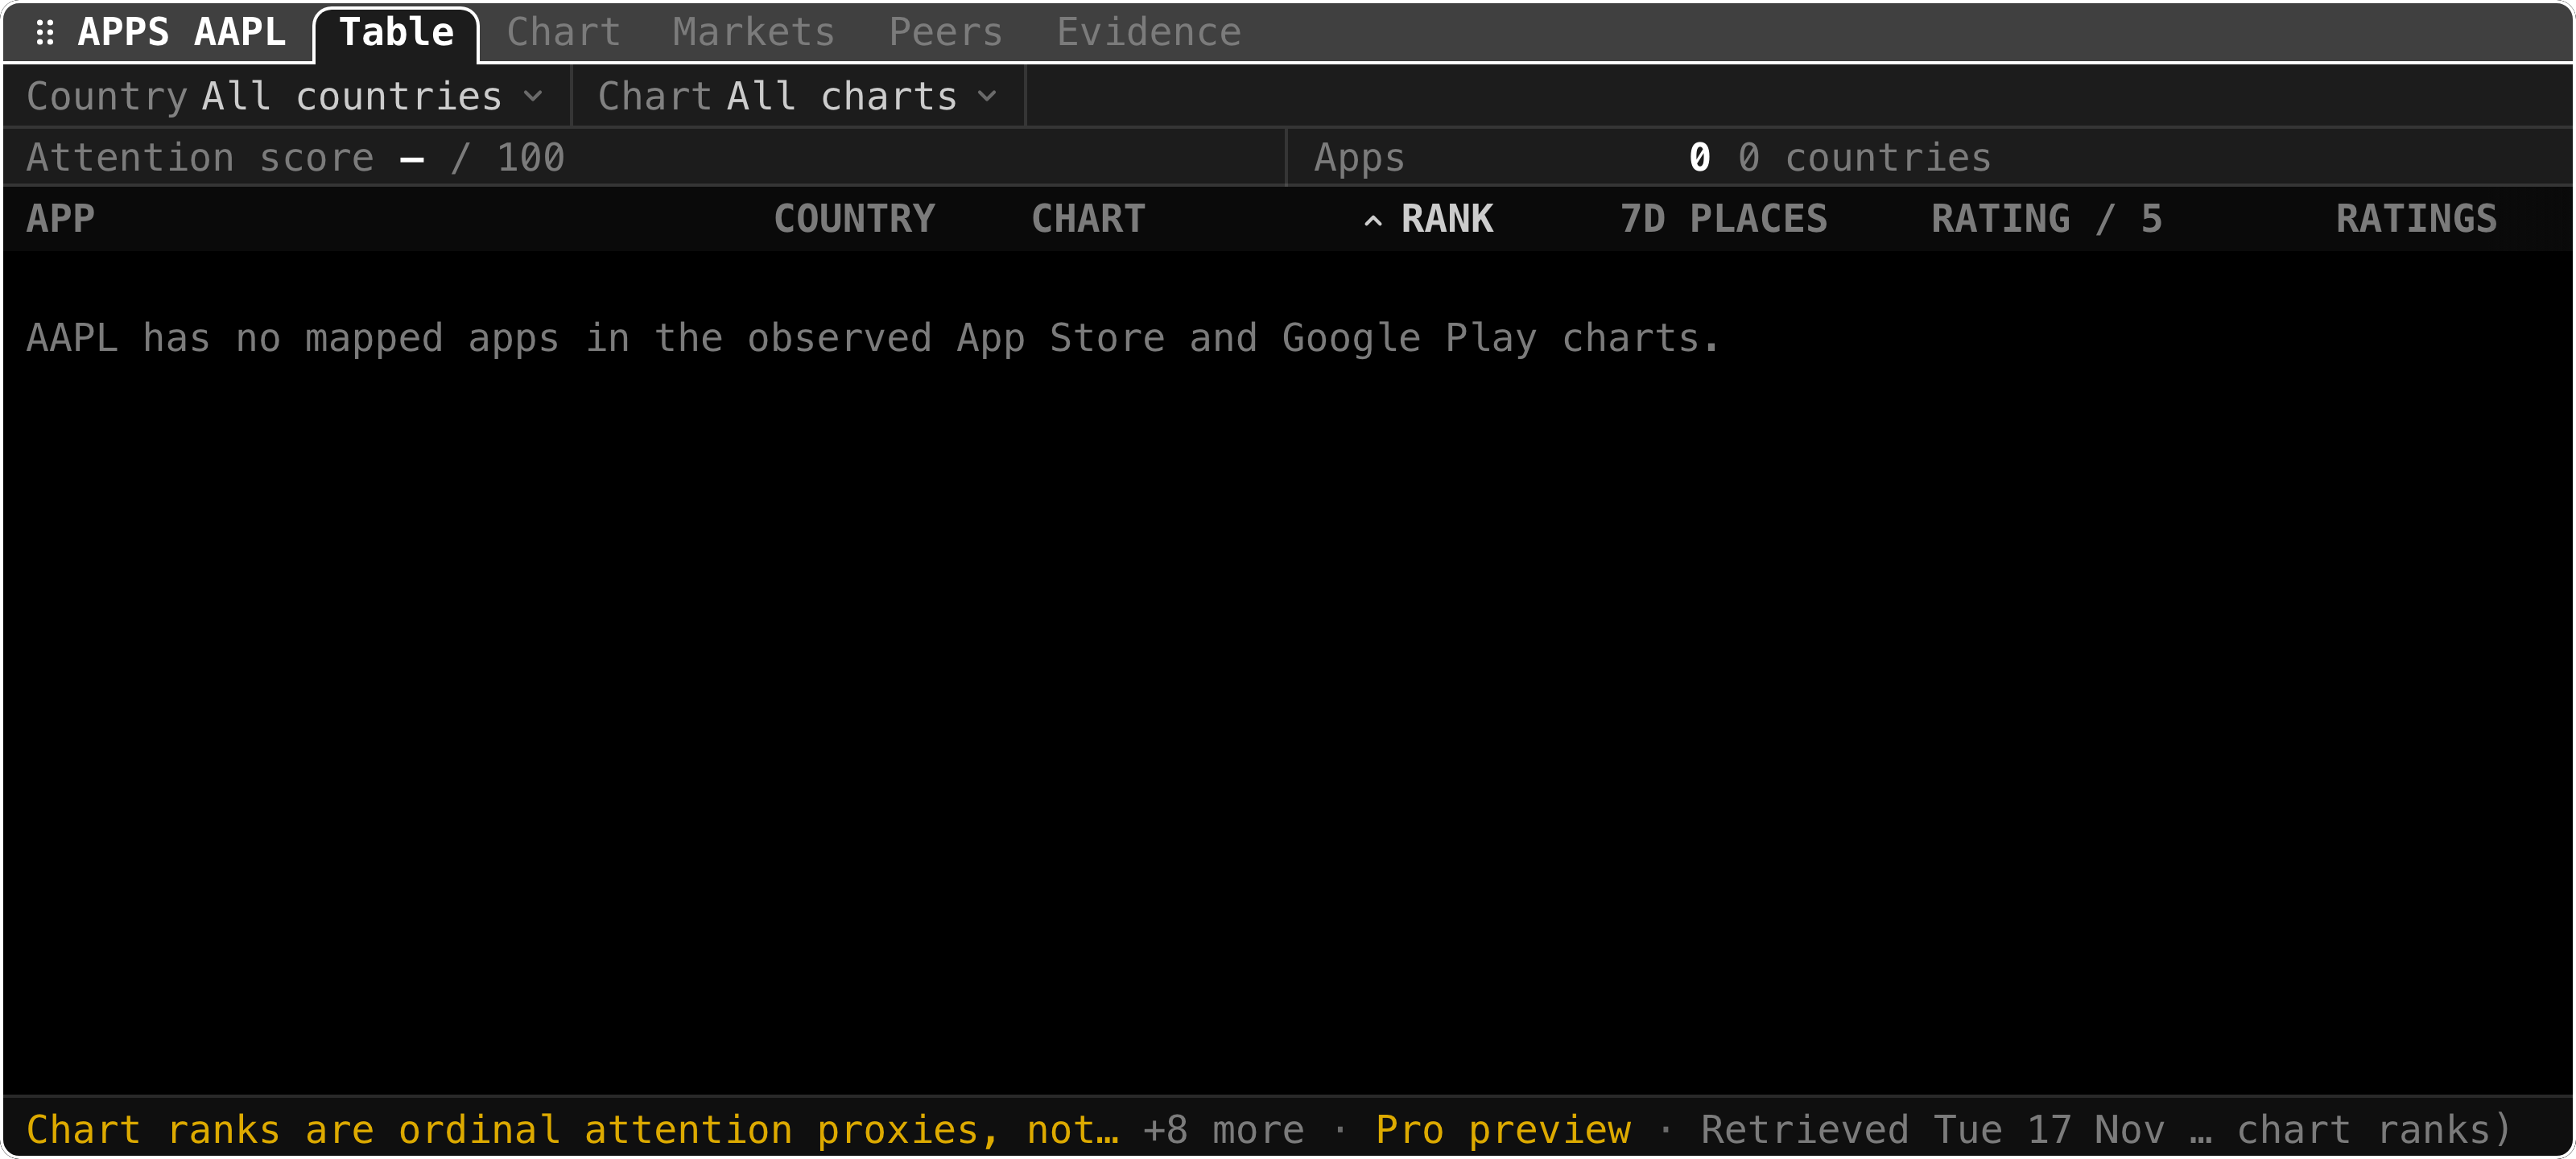 APPS AAPL Table Chart Markets Peers Evidence
Country All countries Chart All charts
Attention score — / 100 Apps 0 0 countries
APP COUNTRY CHART RANK 7D PLACES RATING / 5 RATINGS
AAPL has no mapped apps in the observed App Store and Google Play charts.
Chart ranks are ordinal attention proxies, not… +8 more · Pro preview · Retrieved Tue 17 Nov … chart ranks)